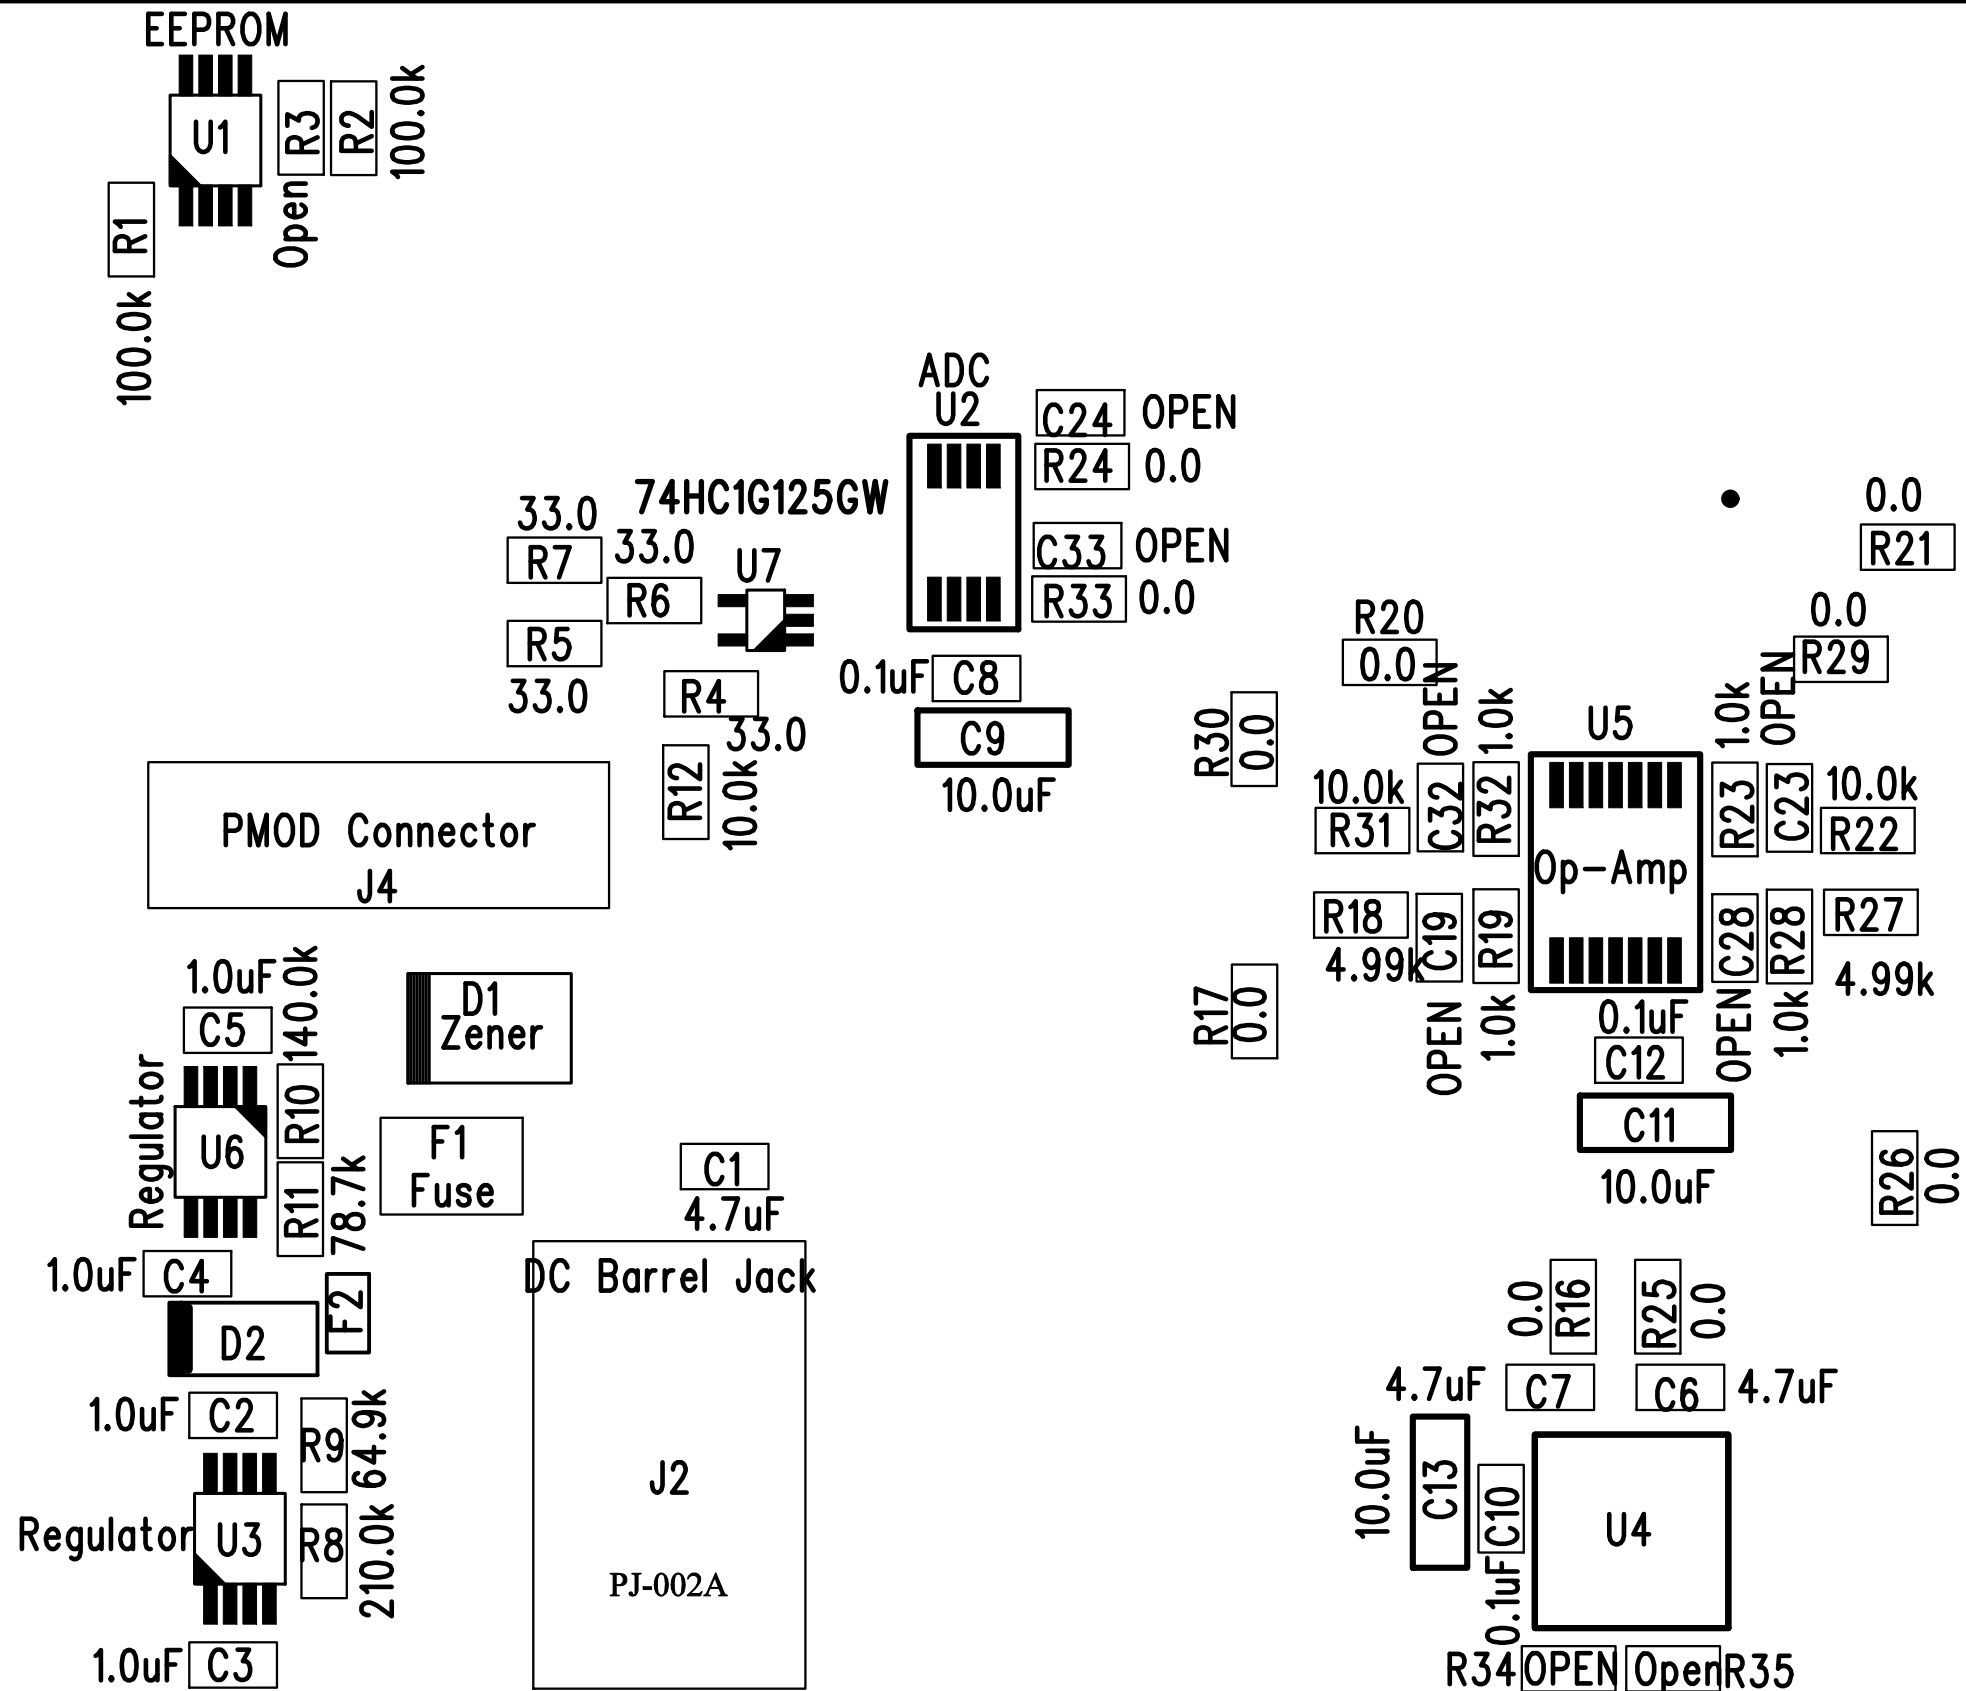 EEPROM
U1
R3
R2
100.0k
Open
R1
100.0k
ADC
U2
C24 OPEN
R24 0.0
74HC1G125GW
C33 OPEN
R33 0.0
33.0
R7
33.0
R6
U7
R5
33.0
R4
33.0
0.1uF C8
C9
10.0uF
R12
10.0k
0.0
R21
0.0
R29
R20
0.0
OPEN
1.0k
U5
1.0k
OPEN
R30
0.0
10.0k
R31
C32
R32
R23
C23
10.0k
R22
Op-Amp
R18
4.99k
C19
R19
C28
R28
R27
4.99k
OPEN
1.0k
0.1uF
C12
OPEN
1.0k
R17
0.0
C11
10.0uF
R26
0.0
PMOD Connector
J4
1.0uF
C5
140.0k
D1
Zener
Regulator
U6
R10
R11
78.7k
F1
Fuse
C1
4.7uF
1.0uF C4
F2
D2
DC Barrel Jack
J2
PJ-002A
1.0uF C2
R9
64.9k
Regulator
U3
R8
210.0k
1.0uF C3
0.0
R16
R25
0.0
4.7uF
C7
C6
4.7uF
10.0uF
C13
C10
0.1uF
U4
R34 OPEN Open R35